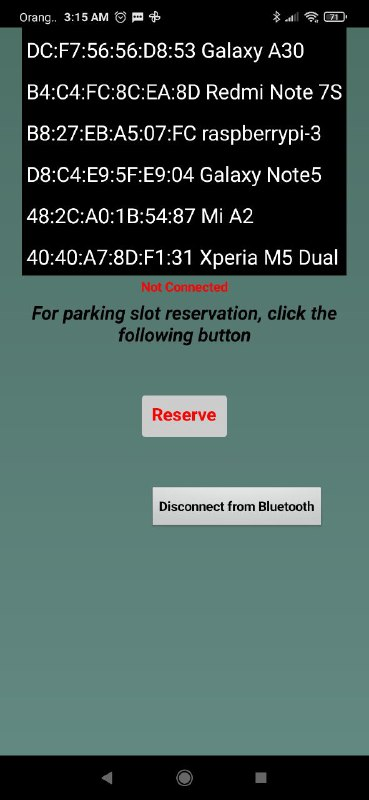 Orang.. 3:15 AM 71
DC:F7:56:56:D8:53 Galaxy A30
B4:C4:FC:8C:EA:8D Redmi Note 7S
B8:27:EB:A5:07:FC raspberrypi-3
D8:C4:E9:5F:E9:04 Galaxy Note5
48:2C:A0:1B:54:87 Mi A2
40:40:A7:8D:F1:31 Xperia M5 Dual
Not Connected
For parking slot reservation, click the
following button
Reserve
Disconnect from Bluetooth